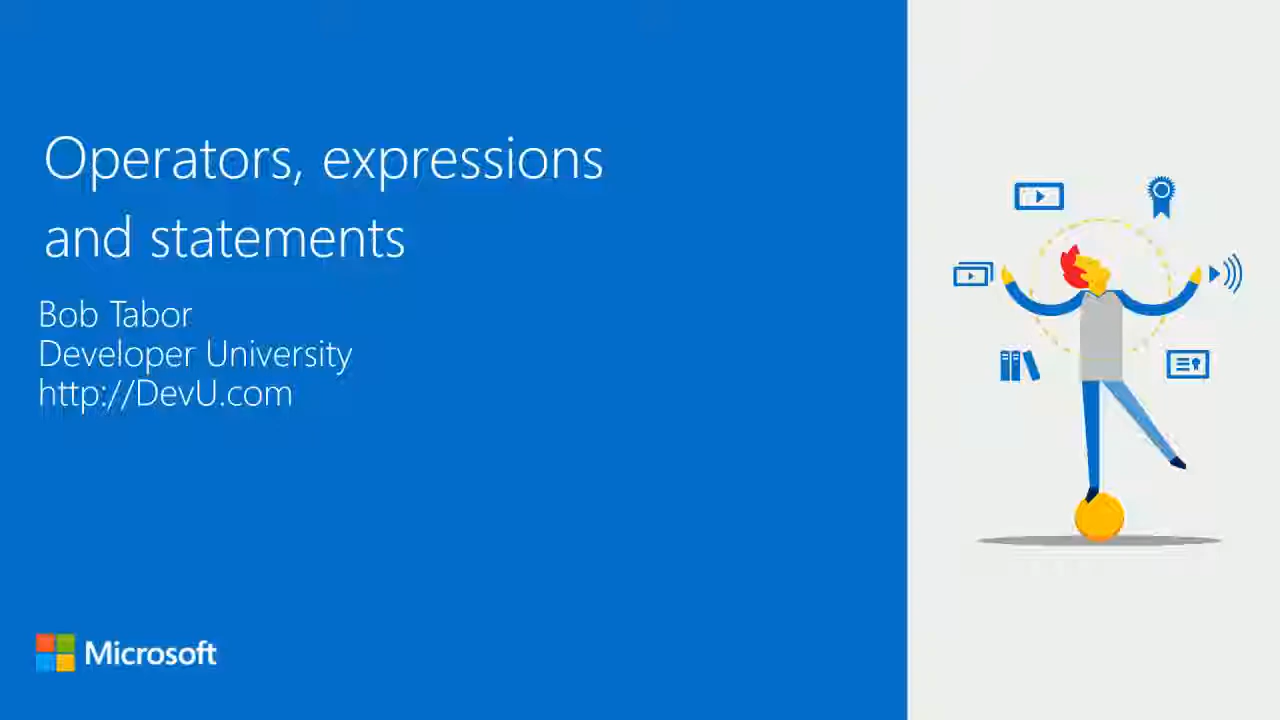 Operators, expressions
and statements
Bob Tabor
Developer University
http://DevU.com
Microsoft